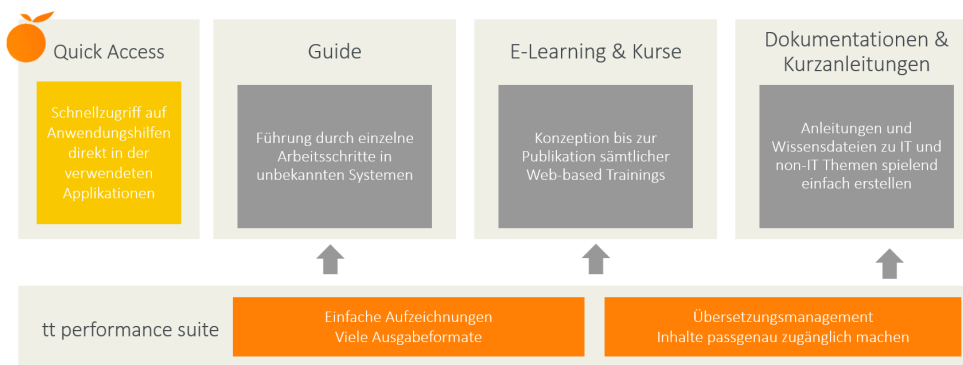 Quick Access
Schnellzugriff auf
Anwendungshilfen
direkt in der
verwendeten
Applikationen
Guide
Führung durch einzelne
Arbeitsschritte in
unbekannten Systemen
E-Learning & Kurse
Konzeption bis zur
Publikation sämtlicher
Web-based Trainings
Dokumentationen &
Kurzanleitungen
Anleitungen und
Wissensdateien zu IT und
non-IT Themen spielend
einfach erstellen
tt performance suite
Einfache Aufzeichnungen
Viele Ausgabeformate
Übersetzungsmanagement
Inhalte passgenau zugänglich machen